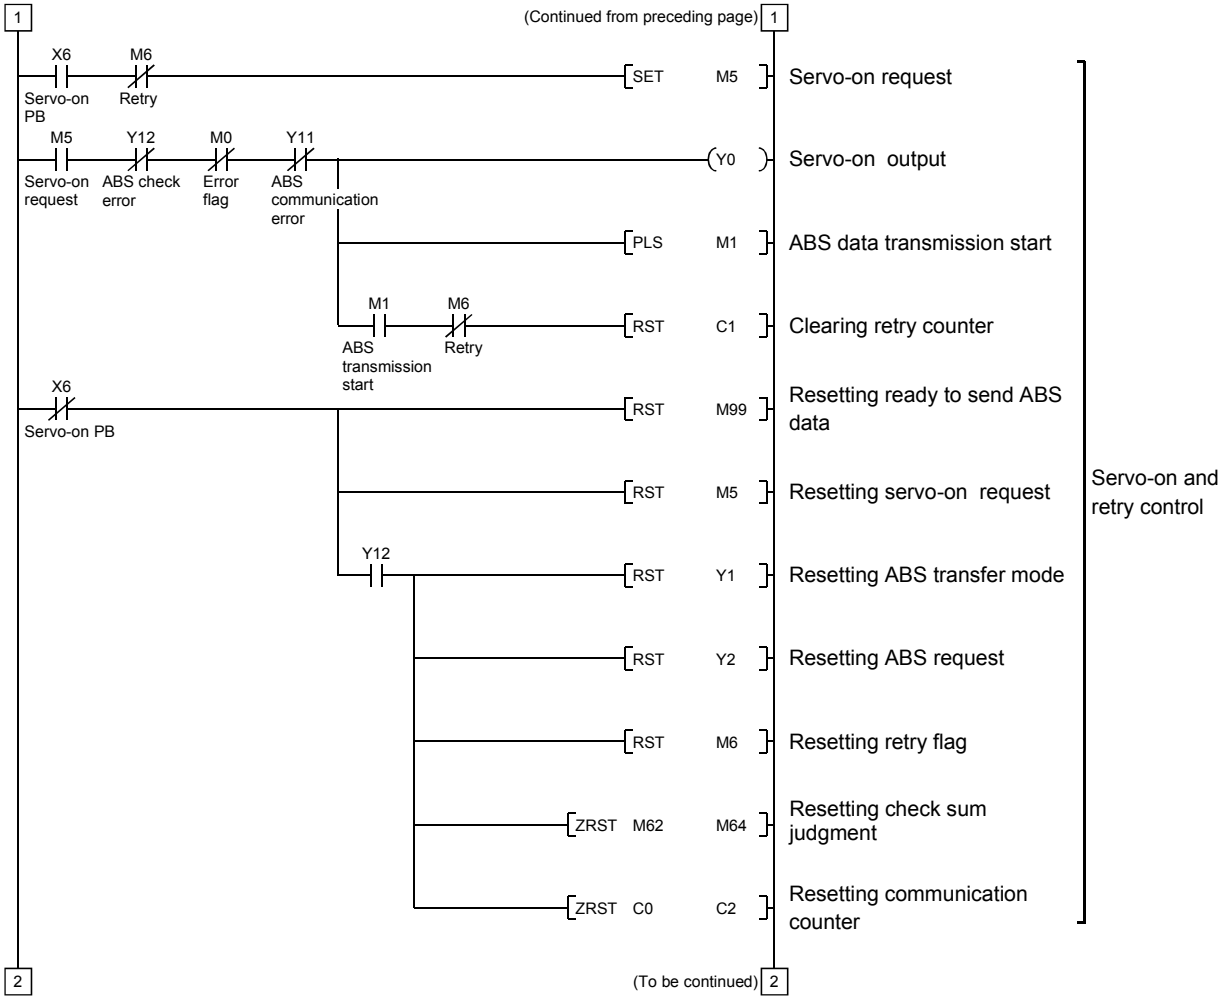 1 (Continued from preceding page) 1
X6 M6
SET M5 Servo-on request
Servo-on Retry
PB
M5 Y12 M0 Y11
Y0 Servo-on output
Servo-on ABS check Error ABS
request error flag communication
error
PLS M1 ABS data transmission start
M1 M6
RST C1 Clearing retry counter
ABS Retry
transmission
start
X6
RST M99 Resetting ready to send ABS
data
Servo-on PB
Servo-on and
retry control
RST M5 Resetting servo-on request
Y12
RST Y1 Resetting ABS transfer mode
RST Y2 Resetting ABS request
RST M6 Resetting retry flag
ZRST M62 M64 Resetting check sum
judgment
ZRST C0 C2 Resetting communication
counter
2 (To be continued) 2